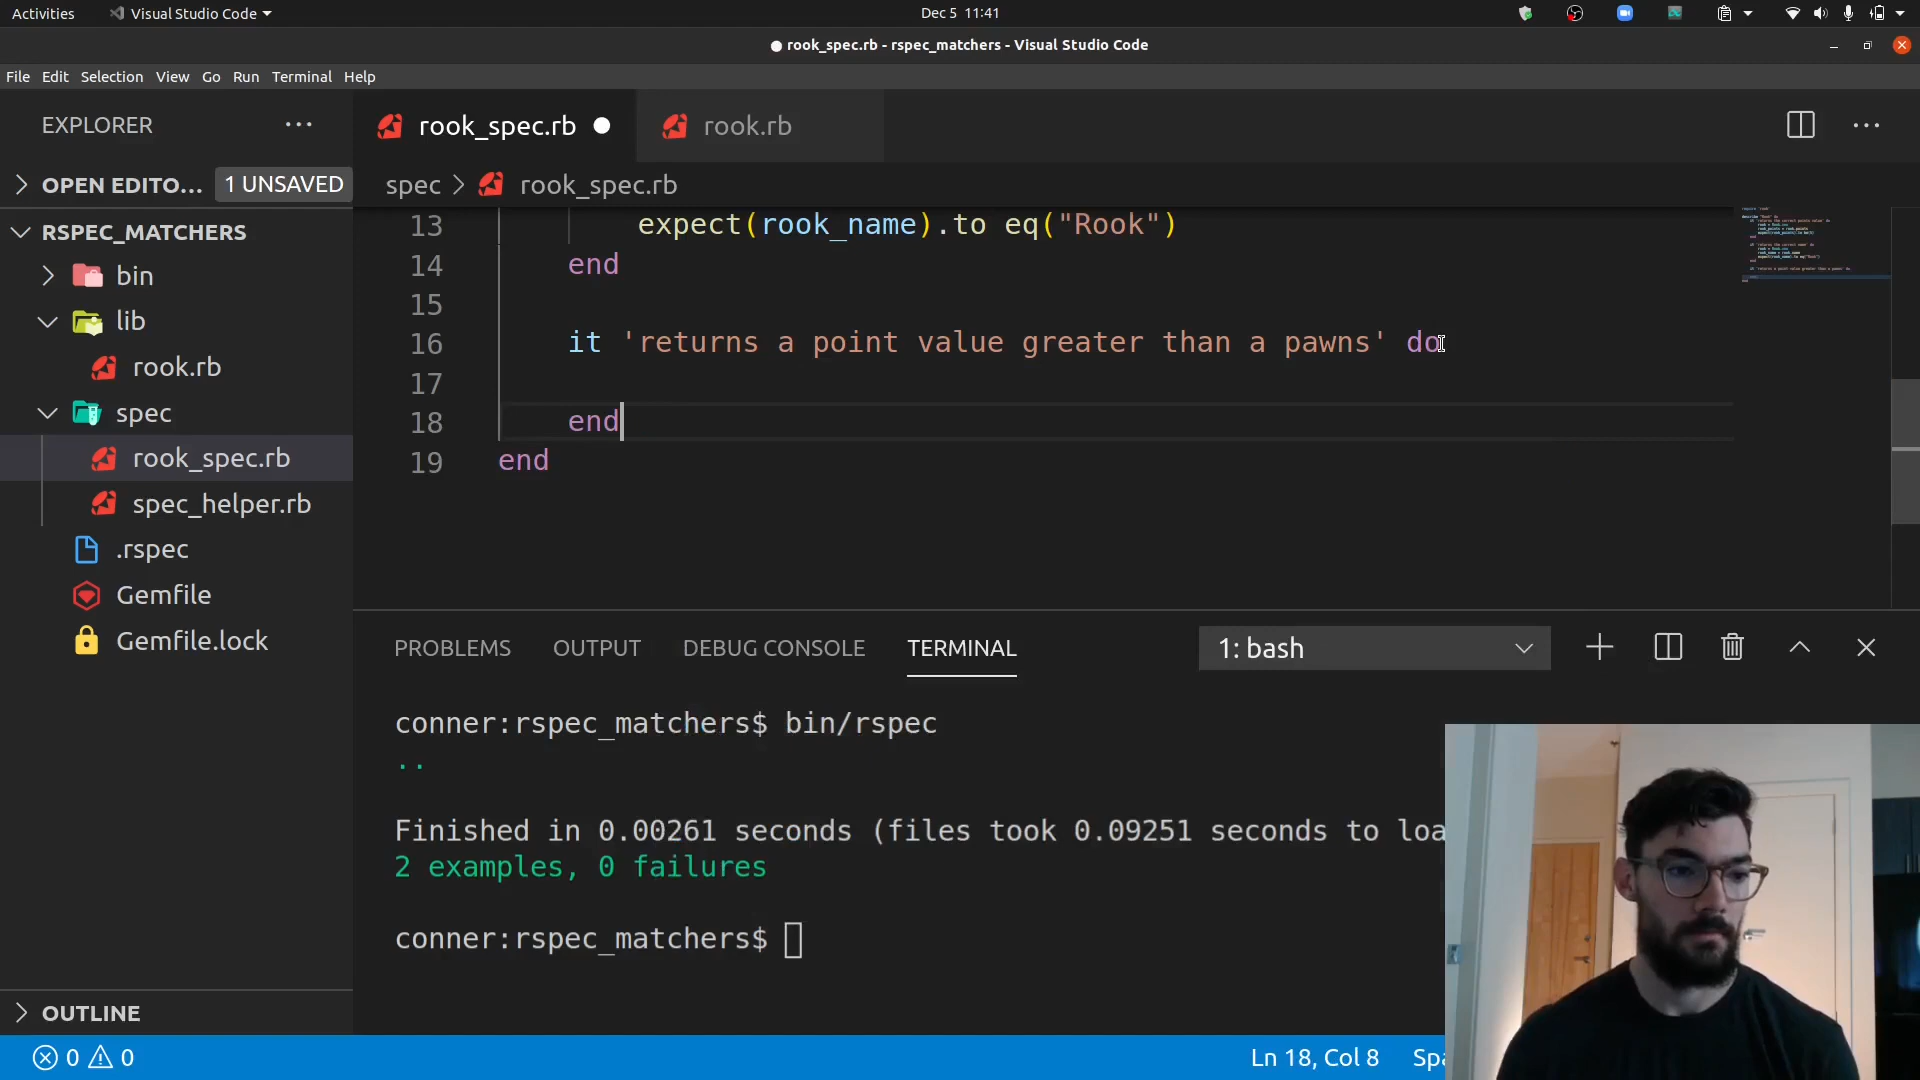 Activities Visual Studio Code Dec 5 11:41
rook_spec.rb - rspec_matchers - Visual Studio Code
File Edit Selection View Go Run Terminal Help
EXPLORER
OPEN EDITO... 1 UNSAVED
RSPEC_MATCHERS
bin
lib
rook.rb
spec
rook_spec.rb
spec_helper.rb
.rspec
Gemfile
Gemfile.lock
OUTLINE
rook_spec.rb rook.rb
spec > rook_spec.rb
13 expect(rook_name).to eq("Rook")
14 end
15
16 it 'returns a point value greater than a pawns' do
17
18 end
19 end
PROBLEMS OUTPUT DEBUG CONSOLE TERMINAL 1: bash
conner:rspec_matchers$ bin/rspec
..
Finished in 0.00261 seconds (files took 0.09251 seconds to loa
2 examples, 0 failures
conner:rspec_matchers$
0 0 Ln 18, Col 8 Spa